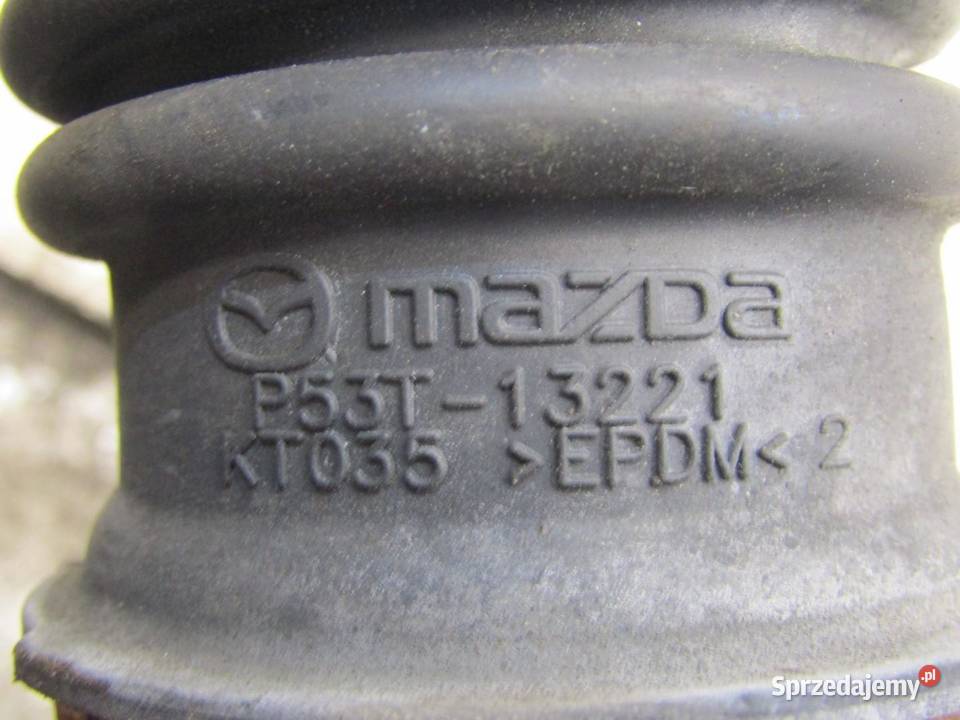 mazda
P53T-13221
KT035 >EPDM< 2
Sprzedajemy.pl